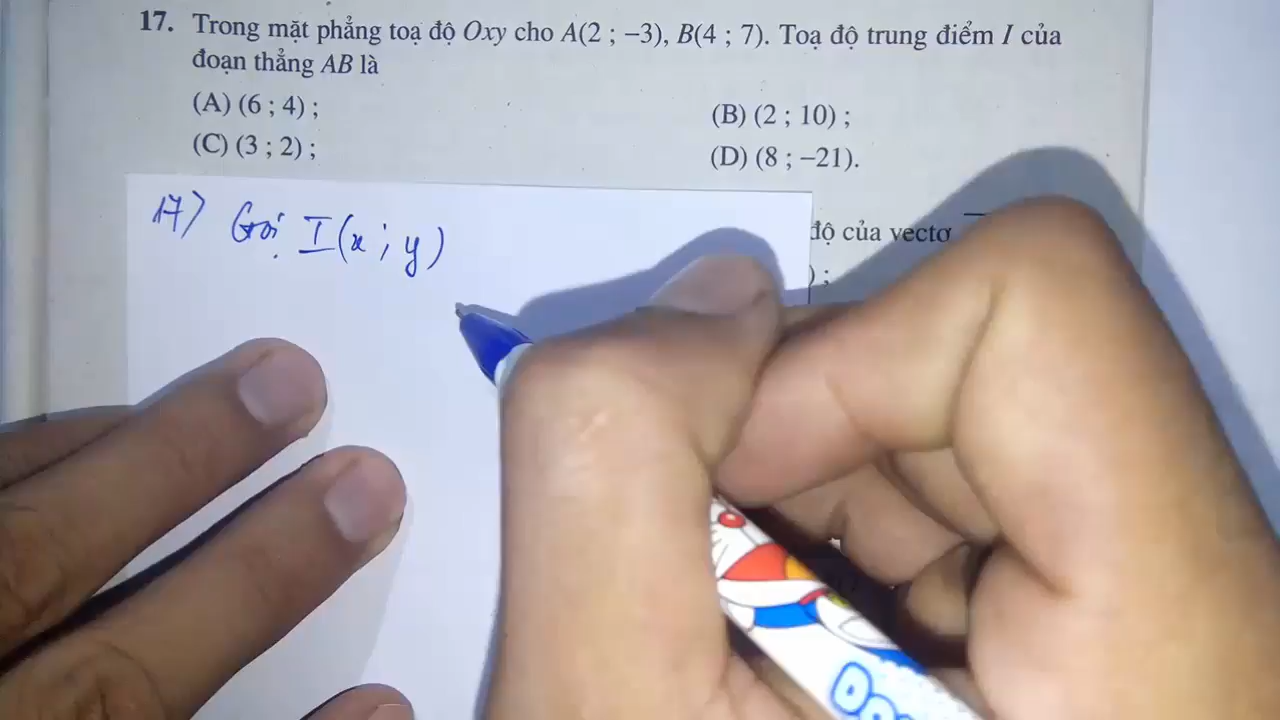 17. Trong mặt phẳng toạ độ Oxy cho A(2 ; −3), B(4 ; 7). Toạ độ trung điểm I của
đoạn thẳng AB là
(A) (6 ; 4) ;
(B) (2 ; 10) ;
(C) (3 ; 2) ;
(D) (8 ; −21).
17) Gọi I(x ; y)
độ của vectơ
) ;